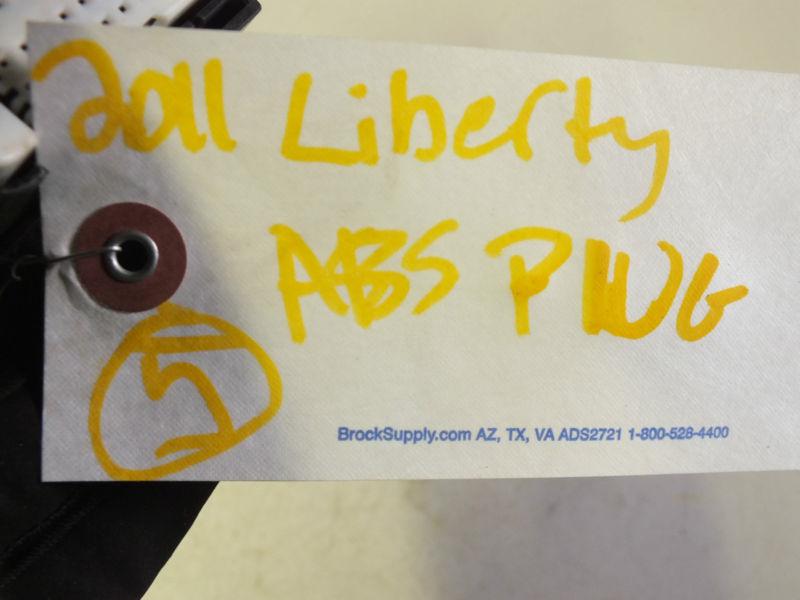 2011 Liberty
ABS PlUG
5
BrockSupply.com AZ, TX, VA ADS2721 1-800-528-4400